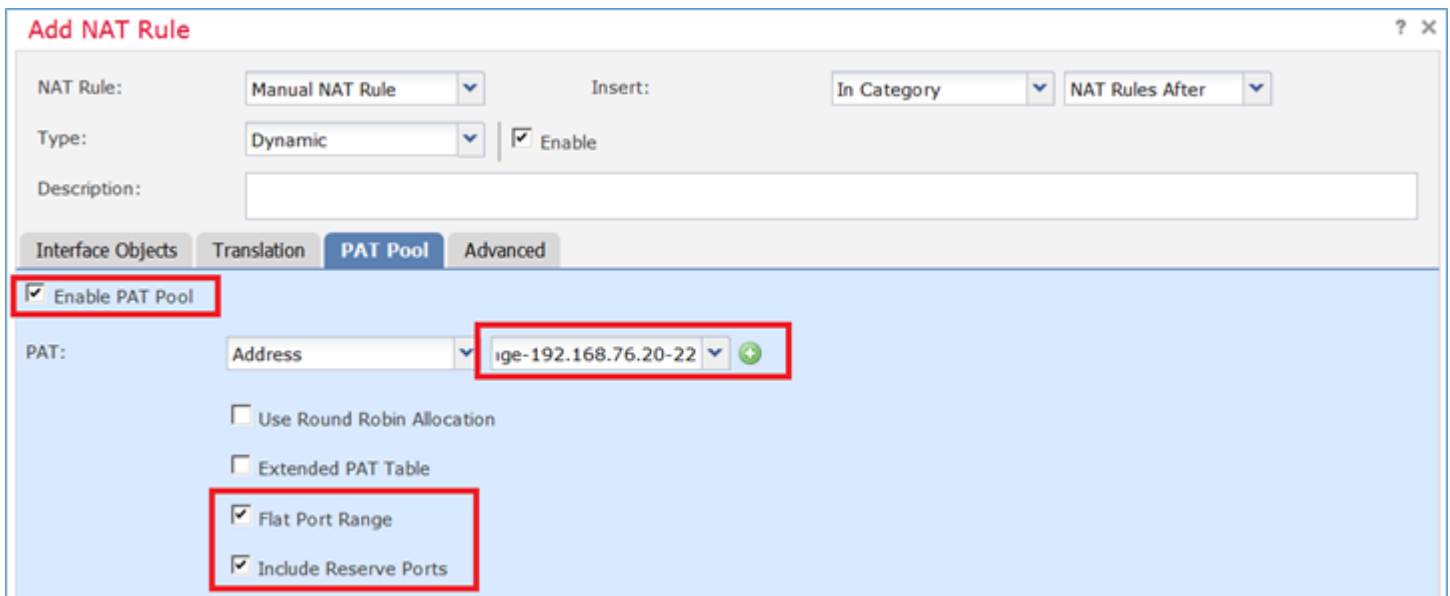 Add NAT Rule ? ×
NAT Rule: Manual NAT Rule Insert: In Category NAT Rules After
Type: Dynamic Enable
Description:
Interface Objects Translation PAT Pool Advanced
Enable PAT Pool
PAT: Address ıge-192.168.76.20-22
Use Round Robin Allocation
Extended PAT Table
Flat Port Range
Include Reserve Ports